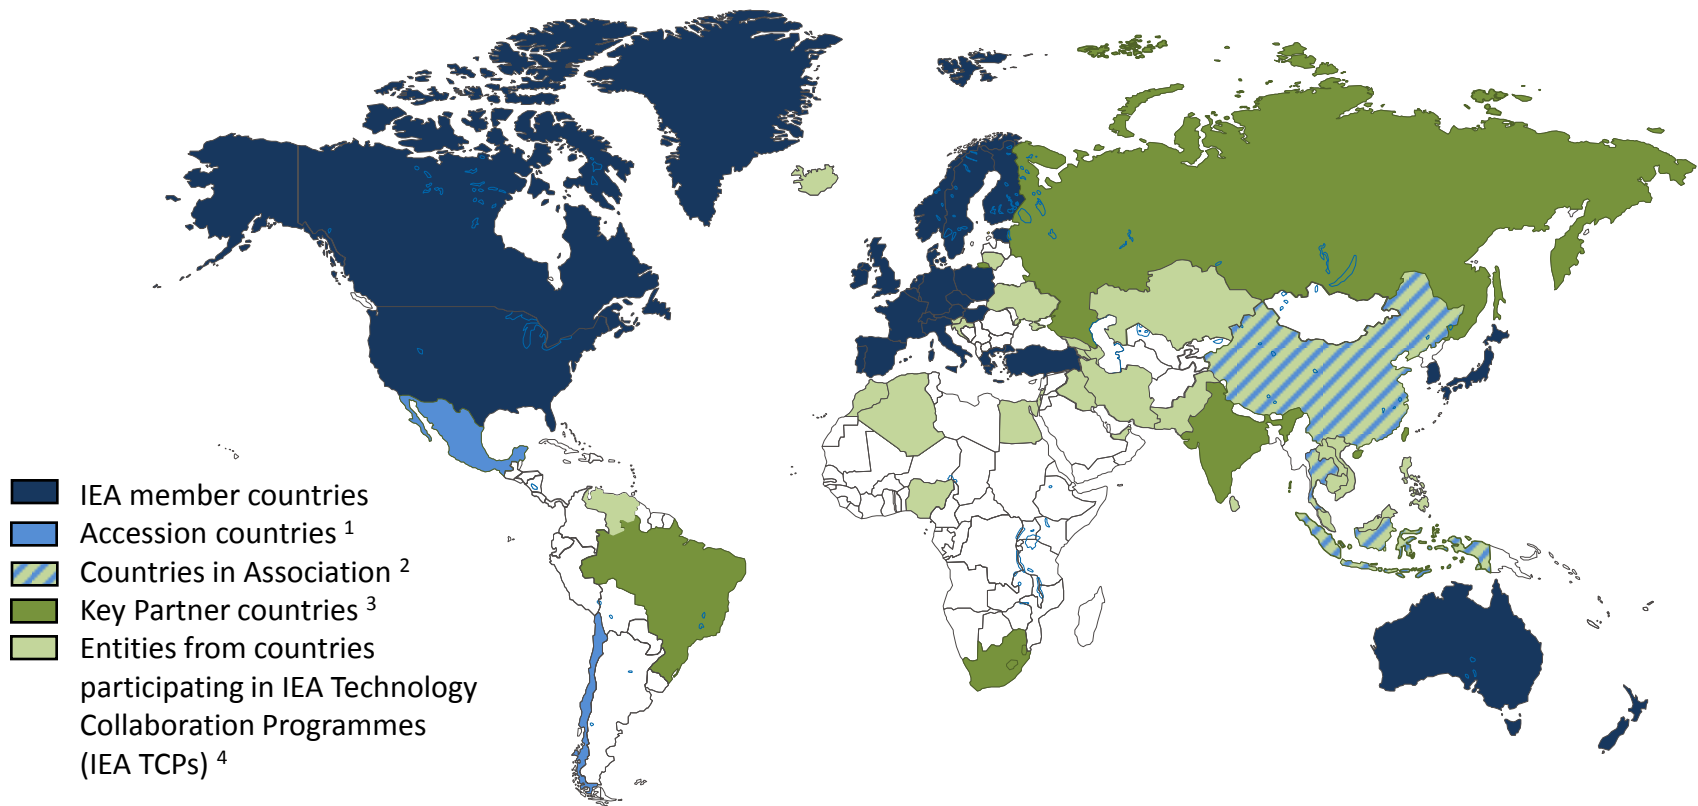 IEA member countries
Accession countries 1
Countries in Association 2
Key Partner countries 3
Entities from countries
participating in IEA Technology
Collaboration Programmes
(IEA TCPs) 4